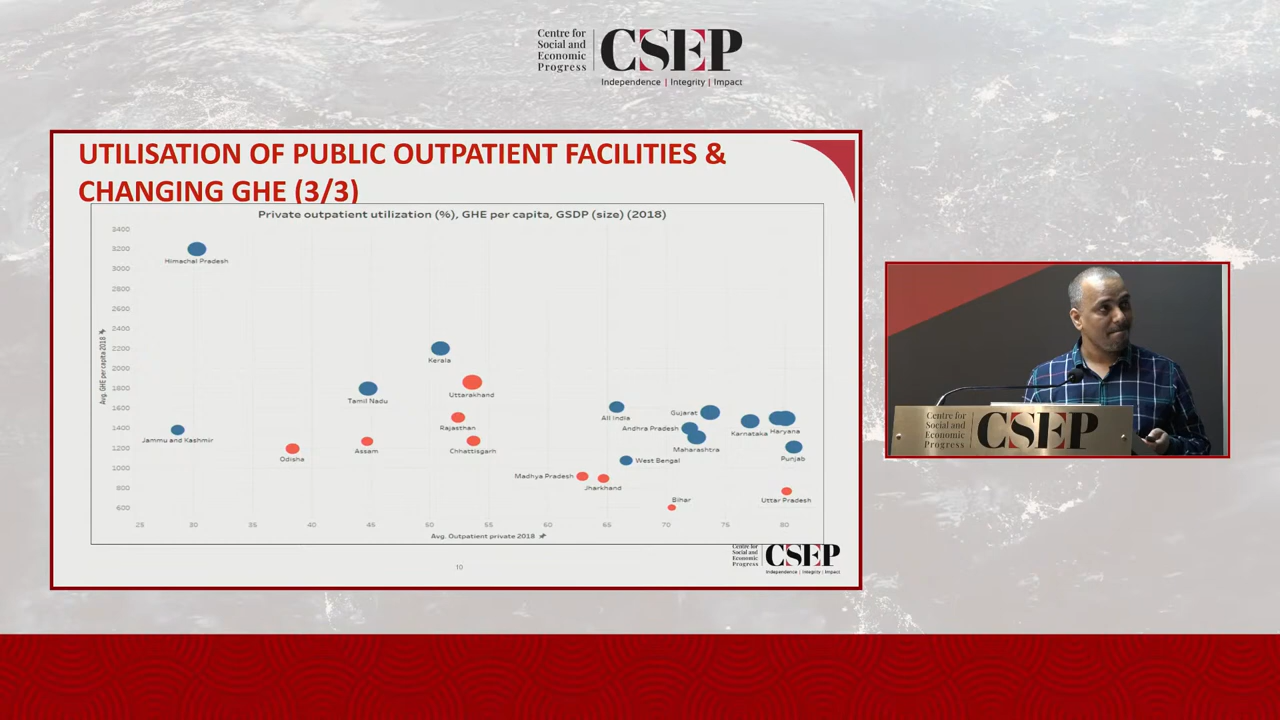 Centre for
Social and
Economic
Progress
CSEP
Independence | Integrity | Impact
UTILISATION OF PUBLIC OUTPATIENT FACILITIES &
CHANGING GHE (3/3)
Private outpatient utilization (%), GHE per capita, GSDP (size) (2018)
3400
3200
3000
2800
2600
2400
2200
2000
1800
1600
1400
1200
1000
800
600
Avg. GHE per capita 2018
Himachal Pradesh
Kerala
Uttarakhand
Tamil Nadu
Rajasthan
Jammu and Kashmir
Odisha
Assam
Chhattisgarh
All India
Gujarat
Andhra Pradesh
Maharashtra
Karnataka
Haryana
West Bengal
Punjab
Madhya Pradesh
Jharkhand
Bihar
Uttar Pradesh
25 30 35 40 45 50 55 60 65 70 75 80
Avg. Outpatient private 2018
10
Centre for
Social and
Economic
Progress
CSEP
Independence | Integrity | Impact
Centre for
Social and
Economic
Progress
CSEP